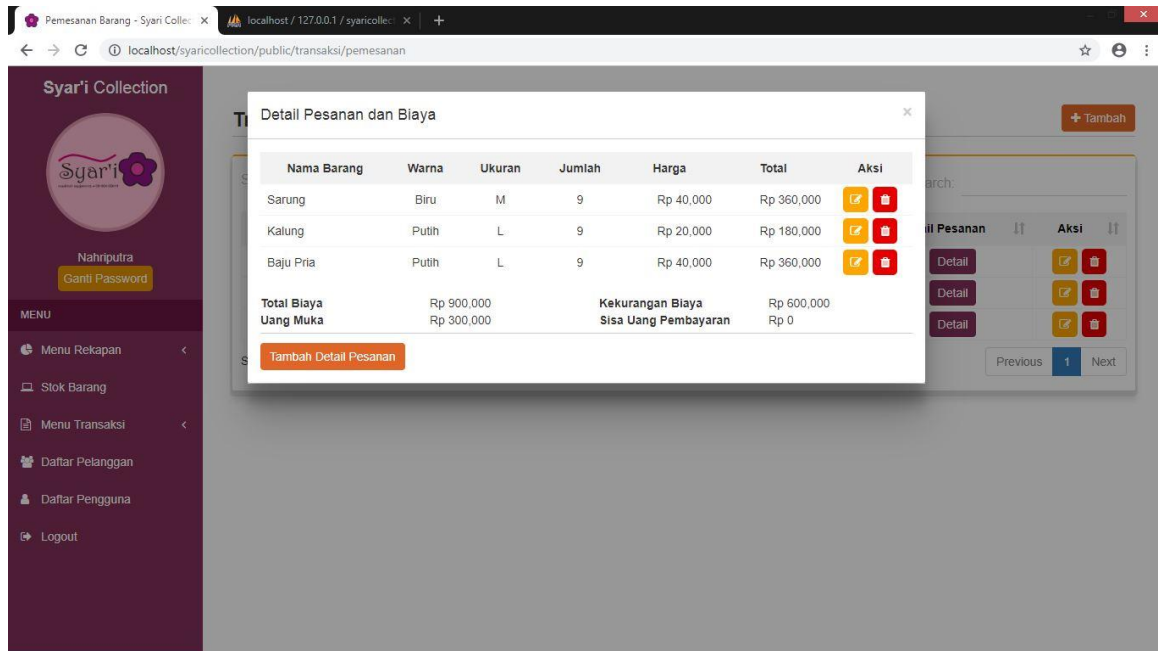 Pemesanan Barang - Syari Collec
localhost / 127.0.0.1 / syaricollec
localhost/syaricollection/public/transaksi/pemesanan
Syar'i Collection
Syar'i
Nahriputra
Ganti Password
MENU
Menu Rekapan
Stok Barang
Menu Transaksi
Daftar Pelanggan
Daftar Pengguna
Logout
Tr
+ Tambah
Detail Pesanan dan Biaya ×
Nama Barang Warna Ukuran Jumlah Harga Total Aksi
Sarung Biru M 9 Rp 40,000 Rp 360,000
Kalung Putih L 9 Rp 20,000 Rp 180,000
Baju Pria Putih L 9 Rp 40,000 Rp 360,000
Total Biaya Rp 900,000 Kekurangan Biaya Rp 600,000
Uang Muka Rp 300,000 Sisa Uang Pembayaran Rp 0
Tambah Detail Pesanan
S
arch:
il Pesanan Aksi
Detail
Detail
Detail
S
Previous 1 Next